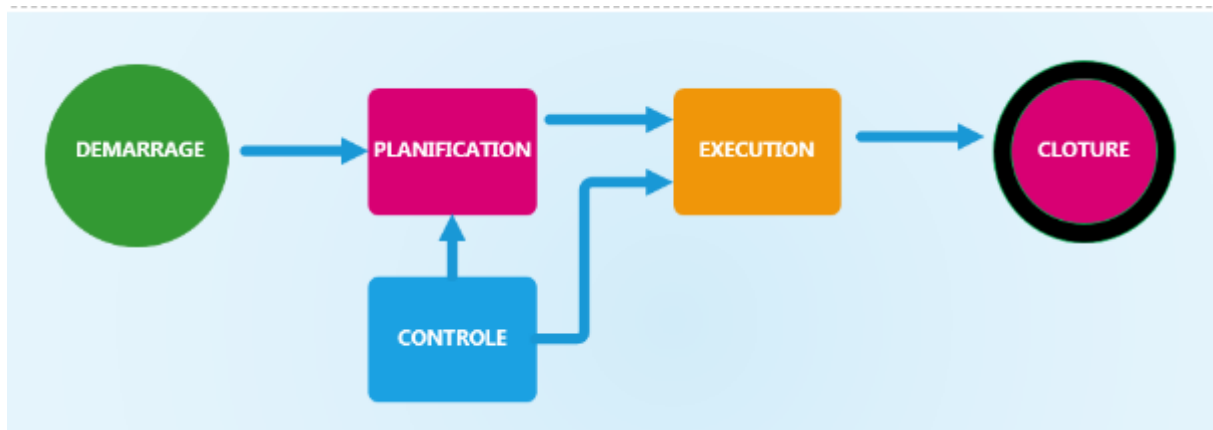 DEMARRAGE
PLANIFICATION
EXECUTION
CLOTURE
CONTROLE